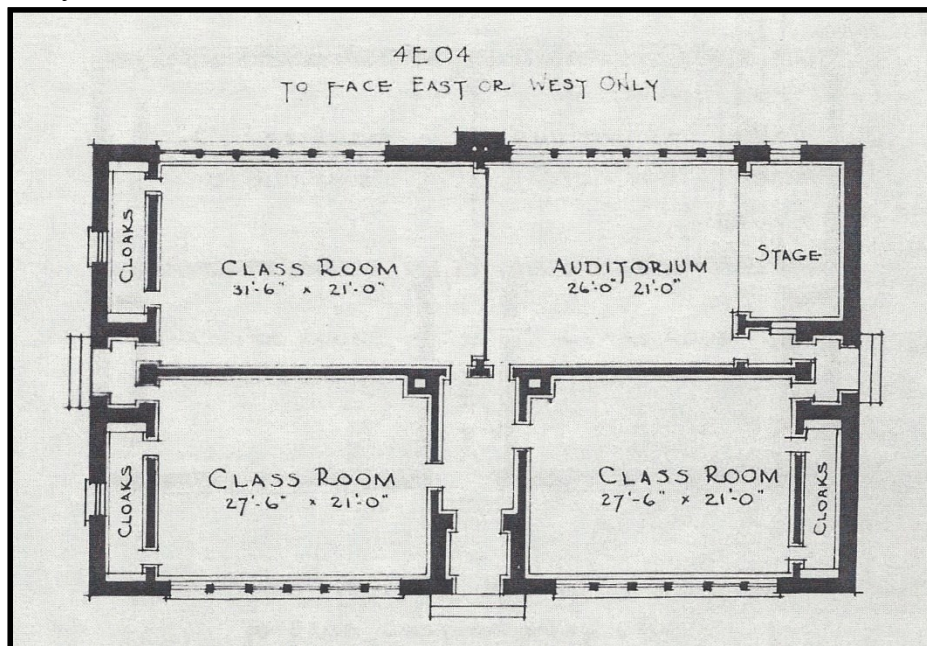 4E04
TO FACE EAST OR WEST ONLY
CLOAKS
CLASS ROOM
31'-6" x 21'-0"
AUDITORIUM
26'-0" 21'-0"
STAGE
CLOAKS
CLASS ROOM
27'-6" x 21'-0"
CLASS ROOM
27'-6" x 21'-0"
CLOAKS